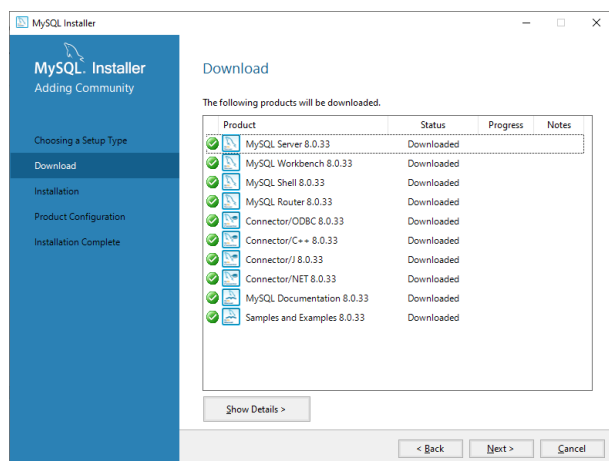 MySQL Installer
MySQL. Installer
Adding Community
Choosing a Setup Type
Download
Installation
Product Configuration
Installation Complete
Download
The following products will be downloaded.
Product Status Progress Notes
MySQL Server 8.0.33 Downloaded
MySQL Workbench 8.0.33 Downloaded
MySQL Shell 8.0.33 Downloaded
MySQL Router 8.0.33 Downloaded
Connector/ODBC 8.0.33 Downloaded
Connector/C++ 8.0.33 Downloaded
Connector/J 8.0.33 Downloaded
Connector/NET 8.0.33 Downloaded
MySQL Documentation 8.0.33 Downloaded
Samples and Examples 8.0.33 Downloaded
Show Details >
< Back Next > Cancel